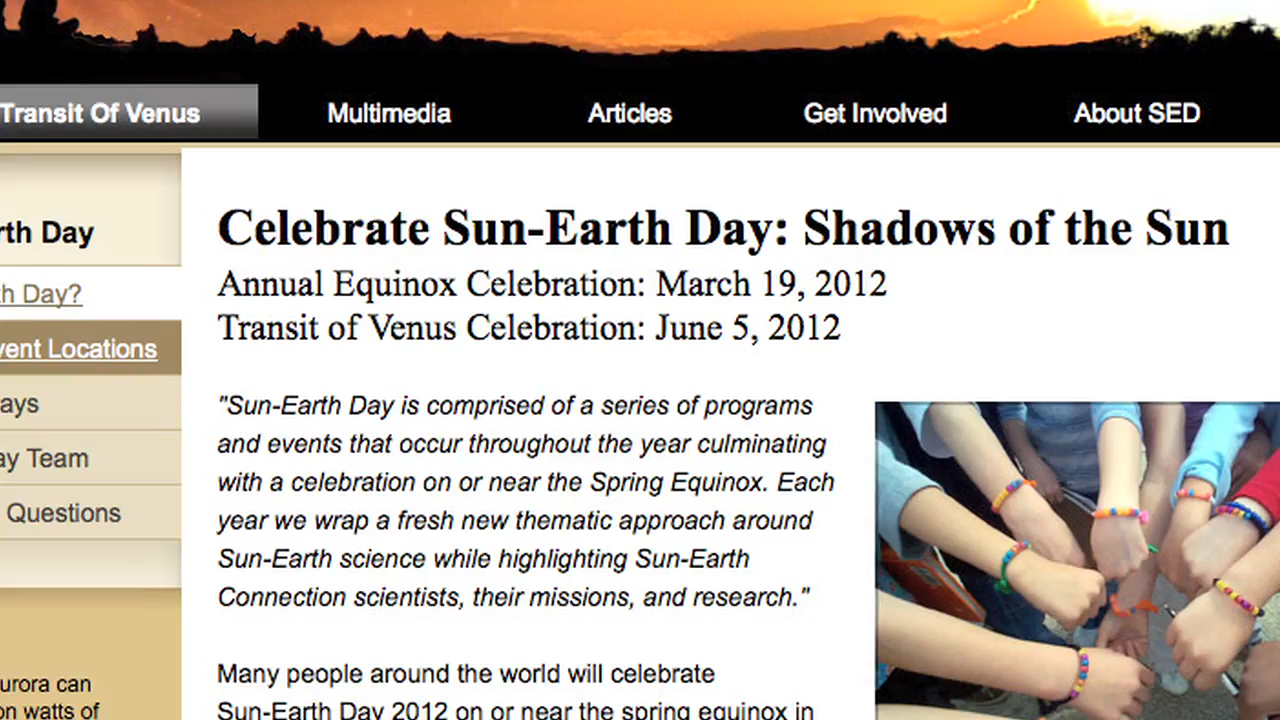 Transit Of Venus
Multimedia
Articles
Get Involved
About SED
rth Day
th Day?
vent Locations
ays
ay Team
Questions
urora can
on watts of
Celebrate Sun-Earth Day: Shadows of the Sun
Annual Equinox Celebration: March 19, 2012
Transit of Venus Celebration: June 5, 2012
"Sun-Earth Day is comprised of a series of programs
and events that occur throughout the year culminating
with a celebration on or near the Spring Equinox. Each
year we wrap a fresh new thematic approach around
Sun-Earth science while highlighting Sun-Earth
Connection scientists, their missions, and research."
Many people around the world will celebrate
Sun-Earth Day 2012 on or near the spring equinox in